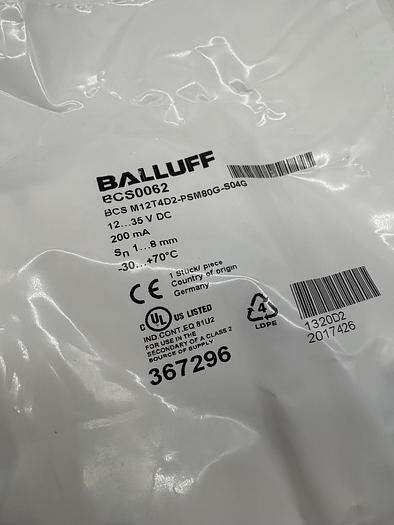 BALLUFF
BCS0062
BCS M12T4D2-PSM80G-S04G
12...35 V DC
200 mA
Sn 1...8 mm
-30...+70°C
1 Stück/ piece
Country of origin
Germany
CE
C UL US LISTED
IND.CONT.EQ 81U2
FOR USE IN THE
SECONDARY OF A CLASS 2
SOURCE OF SUPPLY
367296
4
LDPE
1320D2
2017426